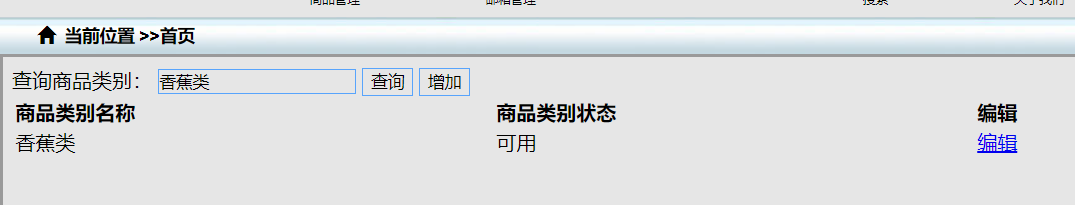 当前位置 >>首页
查询商品类别： 香蕉类 查询 增加
商品类别名称 商品类别状态 编辑
香蕉类 可用 编辑